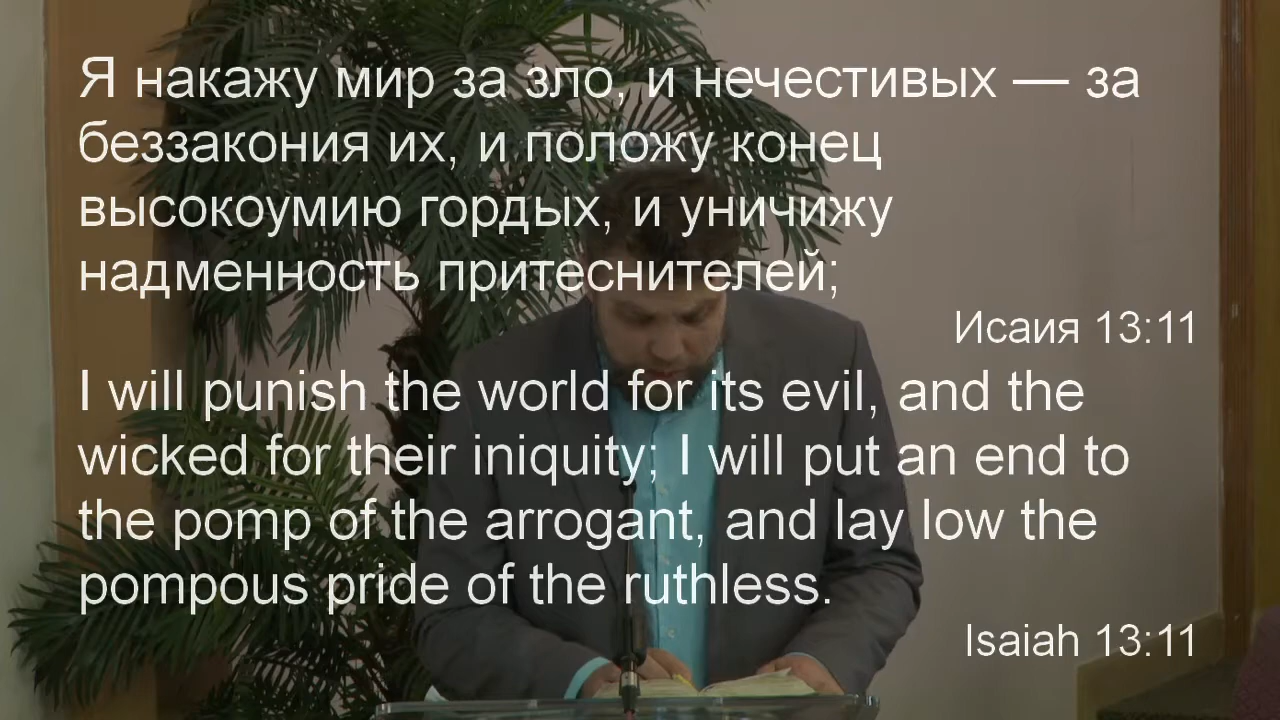 Я накажу мир за зло, и нечестивых — за
беззакония их, и положу конец
высокоумию гордых, и уничижу
надменность притеснителей;
Исаия 13:11
I will punish the world for its evil, and the
wicked for their iniquity; I will put an end to
the pomp of the arrogant, and lay low the
pompous pride of the ruthless.
Isaiah 13:11